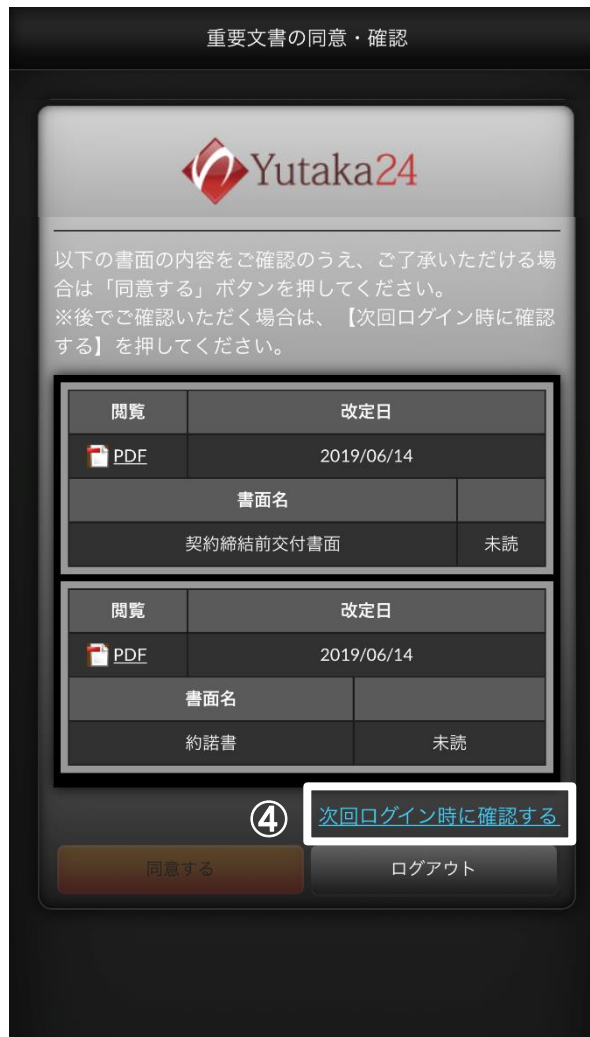 重要文書の同意・確認
Yutaka24
以下の書面の内容をご確認のうえ、ご了承いただける場
合は「同意する」ボタンを押してください。
※後でご確認いただく場合は、【次回ログイン時に確認
する】を押してください。
閲覧 改定日
PDF 2019/06/14
書面名
契約締結前交付書面 未読
閲覧 改定日
PDF 2019/06/14
書面名
約諾書 未読
④ 次回ログイン時に確認する
同意する ログアウト